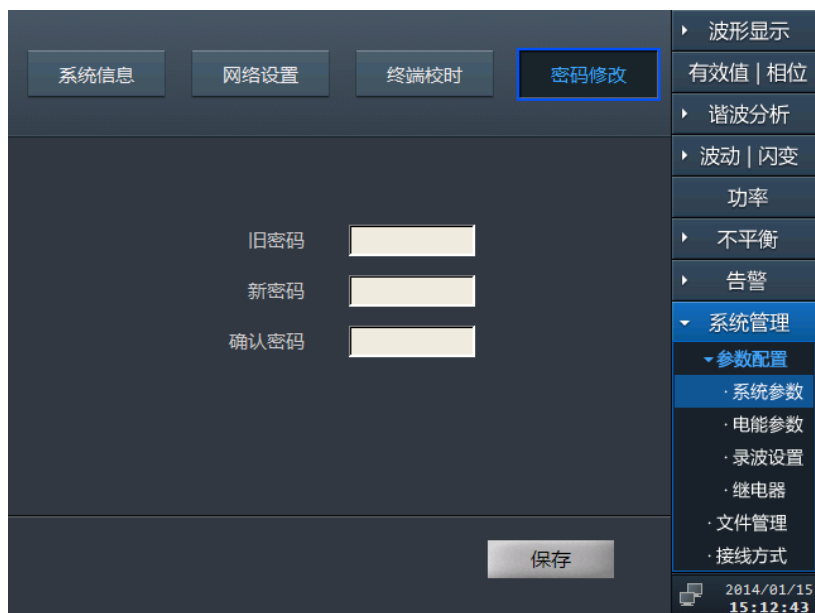 系统信息
网络设置
终端校时
密码修改
旧密码
新密码
确认密码
保存
波形显示
有效值 | 相位
谐波分析
波动 | 闪变
功率
不平衡
告警
系统管理
参数配置
· 系统参数
· 电能参数
· 录波设置
· 继电器
· 文件管理
· 接线方式
2014/01/15
15:12:43